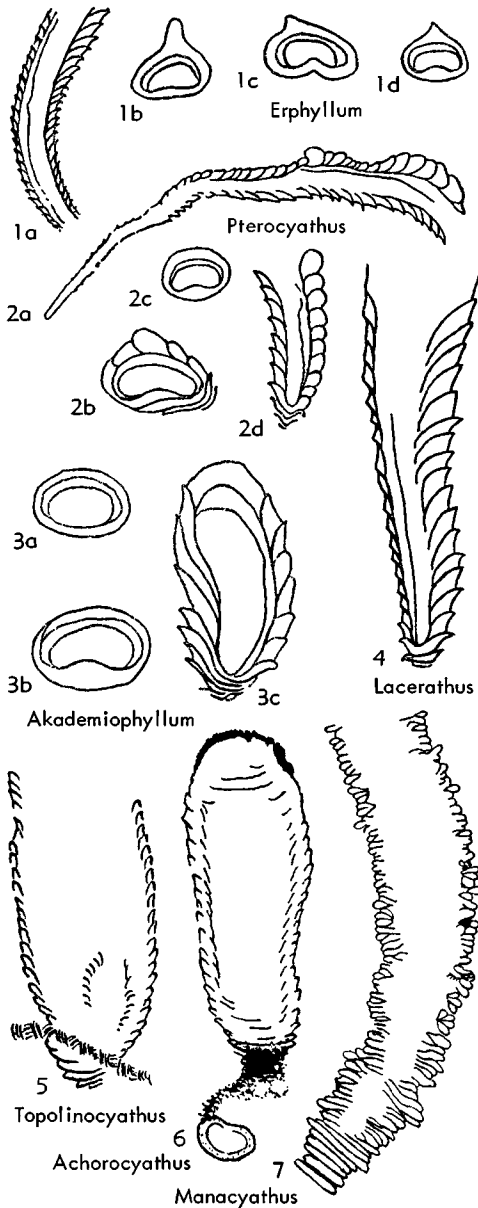 1a
1b
1c
1d
Erphyllum
Pterocyathus
2a
2c
2b
2d
3a
3b
3c
Akademiophyllum
4
Lacerathus
5
Topolinocyathus
6
Achorocyathus
7
Manacyathus